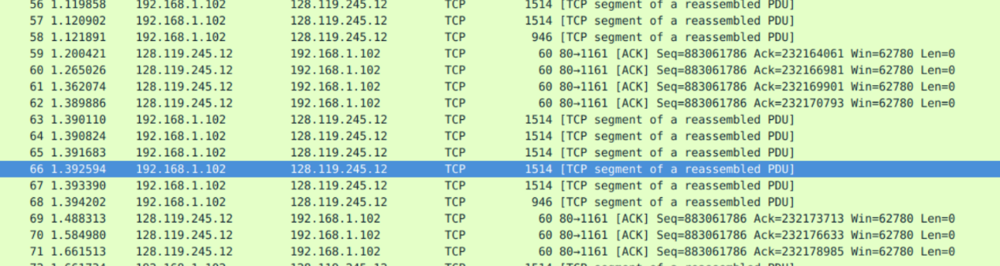 56 1.119858 192.168.1.102 128.119.245.12 TCP 1514 [TCP segment of a reassembled PDU]
57 1.120902 192.168.1.102 128.119.245.12 TCP 1514 [TCP segment of a reassembled PDU]
58 1.121891 192.168.1.102 128.119.245.12 TCP 946 [TCP segment of a reassembled PDU]
59 1.200421 128.119.245.12 192.168.1.102 TCP 60 80→1161 [ACK] Seq=883061786 Ack=232164061 Win=62780 Len=0
60 1.265026 128.119.245.12 192.168.1.102 TCP 60 80→1161 [ACK] Seq=883061786 Ack=232166981 Win=62780 Len=0
61 1.362074 128.119.245.12 192.168.1.102 TCP 60 80→1161 [ACK] Seq=883061786 Ack=232169901 Win=62780 Len=0
62 1.389886 128.119.245.12 192.168.1.102 TCP 60 80→1161 [ACK] Seq=883061786 Ack=232170793 Win=62780 Len=0
63 1.390110 192.168.1.102 128.119.245.12 TCP 1514 [TCP segment of a reassembled PDU]
64 1.390824 192.168.1.102 128.119.245.12 TCP 1514 [TCP segment of a reassembled PDU]
65 1.391683 192.168.1.102 128.119.245.12 TCP 1514 [TCP segment of a reassembled PDU]
66 1.392594 192.168.1.102 128.119.245.12 TCP 1514 [TCP segment of a reassembled PDU]
67 1.393390 192.168.1.102 128.119.245.12 TCP 1514 [TCP segment of a reassembled PDU]
68 1.394202 192.168.1.102 128.119.245.12 TCP 946 [TCP segment of a reassembled PDU]
69 1.488313 128.119.245.12 192.168.1.102 TCP 60 80→1161 [ACK] Seq=883061786 Ack=232173713 Win=62780 Len=0
70 1.584980 128.119.245.12 192.168.1.102 TCP 60 80→1161 [ACK] Seq=883061786 Ack=232176633 Win=62780 Len=0
71 1.661513 128.119.245.12 192.168.1.102 TCP 60 80→1161 [ACK] Seq=883061786 Ack=232178985 Win=62780 Len=0